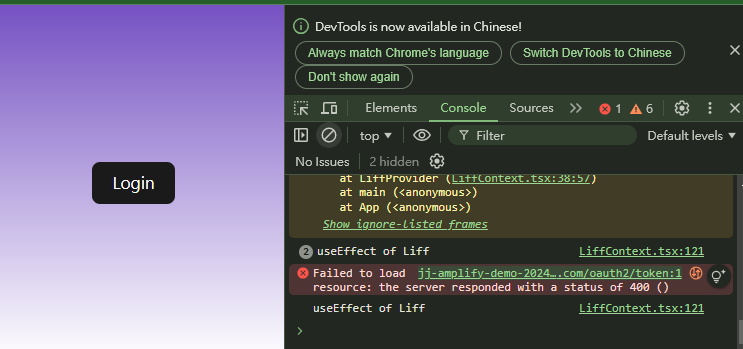 Login
DevTools is now available in Chinese!
Always match Chrome's language
Switch DevTools to Chinese
Don't show again
Elements
Console
Sources
1
6
top
Filter
Default levels
No Issues
2 hidden
at LiffProvider (LiffContext.tsx:38:57)
at main (<anonymous>)
at App (<anonymous>)
Show ignore-listed frames
2 useEffect of Liff LiffContext.tsx:121
Failed to load jj-amplify-demo-2024….com/oauth2/token:1
resource: the server responded with a status of 400 ()
useEffect of Liff LiffContext.tsx:121